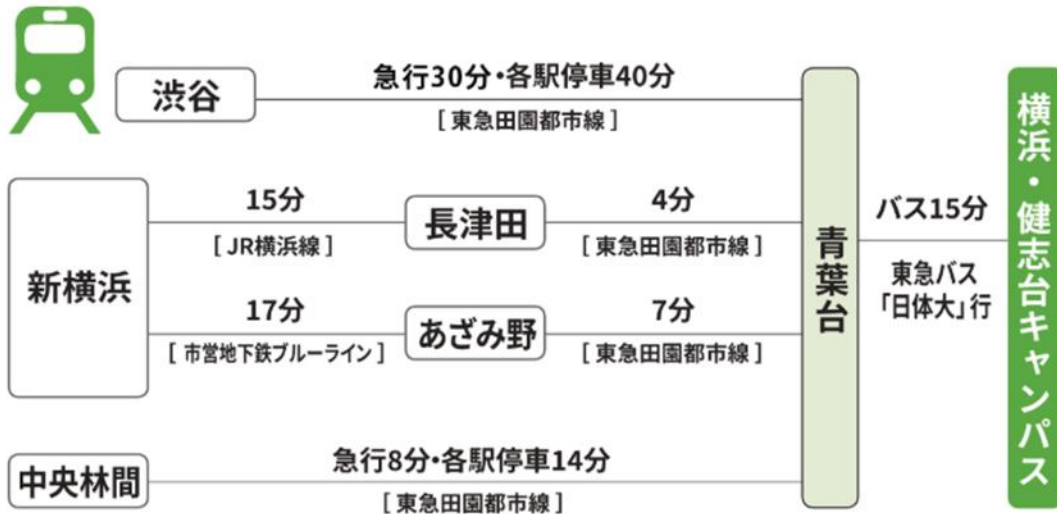 渋谷
急行30分・各駅停車40分
[ 東急田園都市線 ]
新横浜
15分
[ JR横浜線 ]
長津田
4分
[ 東急田園都市線 ]
17分
[ 市営地下鉄ブルーライン ]
あざみ野
7分
[ 東急田園都市線 ]
中央林間
急行8分・各駅停車14分
[ 東急田園都市線 ]
青葉台
バス15分
東急バス
「日体大」行
横浜・健志台キャンパス